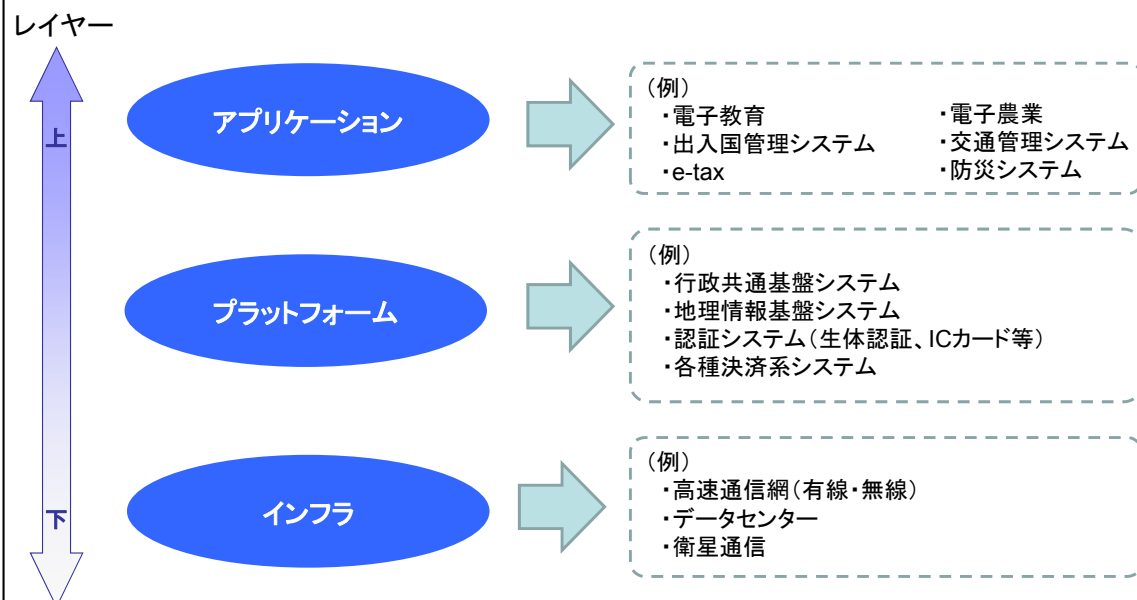 レイヤー
上
下
アプリケーション
(例)
・電子教育 ・電子農業
・出入国管理システム ・交通管理システム
・e-tax ・防災システム
プラットフォーム
(例)
・行政共通基盤システム
・地理情報基盤システム
・認証システム(生体認証、ICカード等)
・各種決済系システム
インフラ
(例)
・高速通信網(有線・無線)
・データセンター
・衛星通信